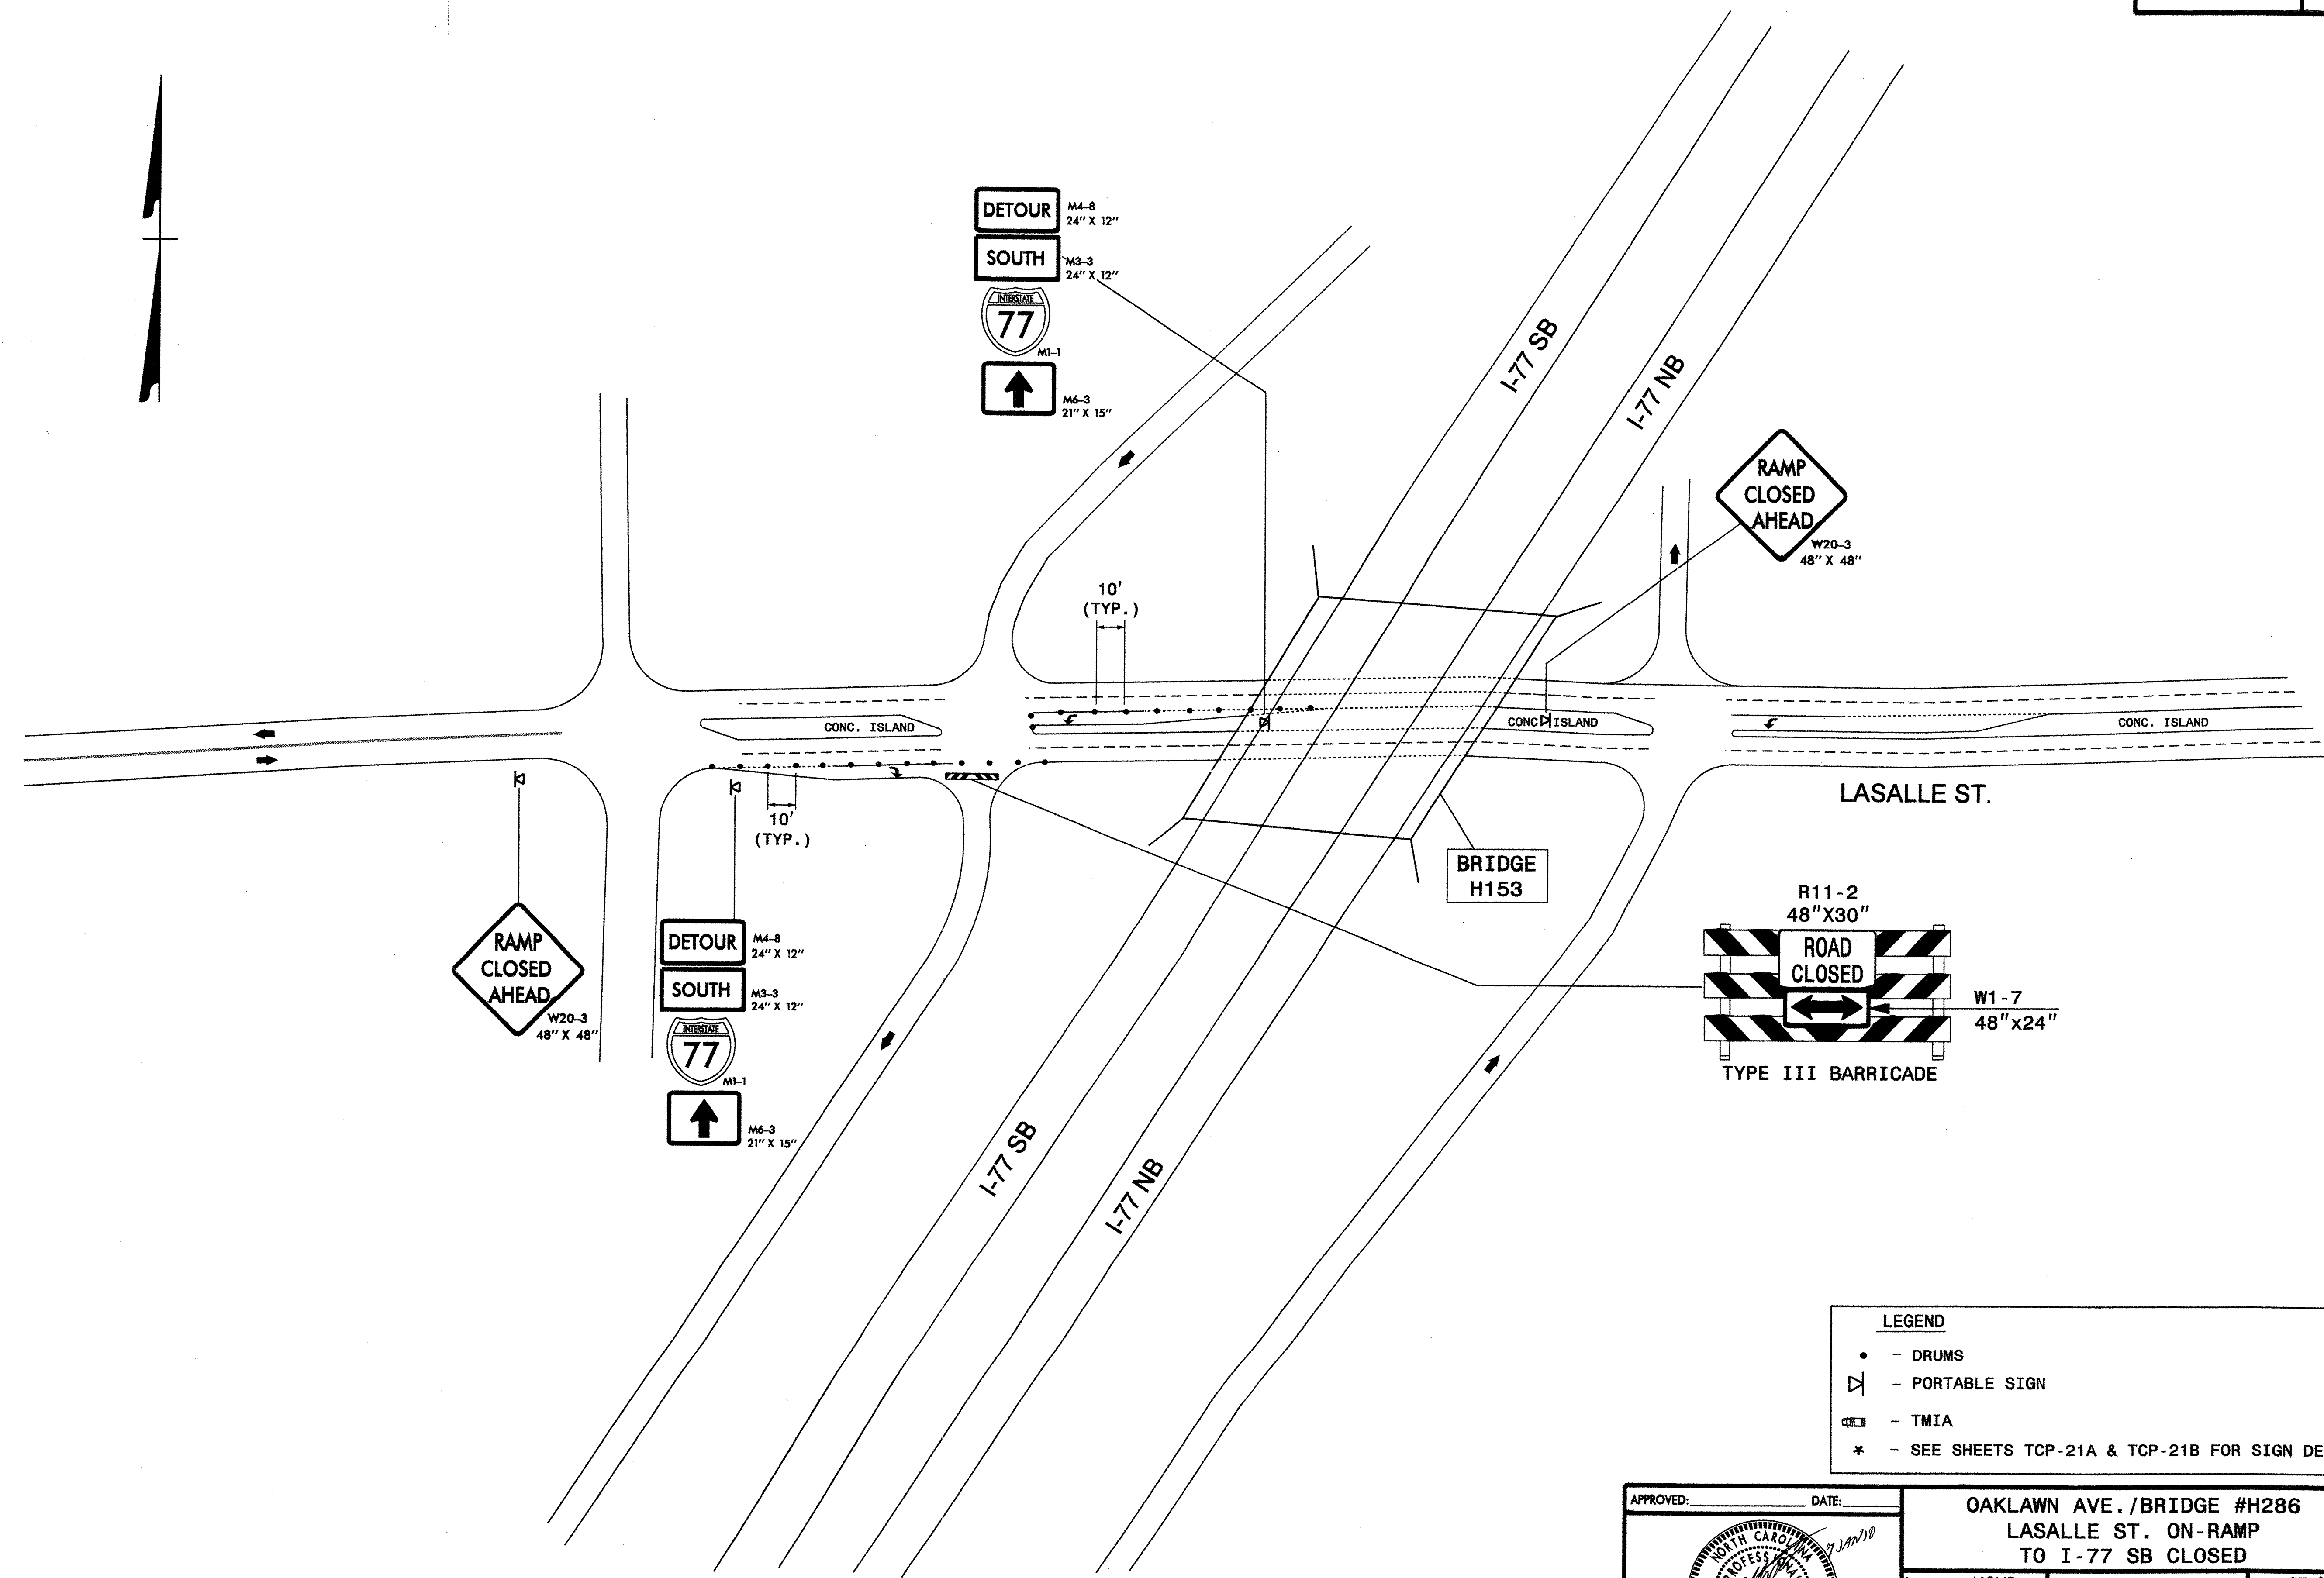 DETOUR
M4-8
24" X 12"
SOUTH
M3-3
24" X 12"
INTERSTATE
77
M1-1
M6-3
21" X 15"
I-77 SB
I-77 NB
RAMP
CLOSED
AHEAD
W20-3
48" X 48"
10'
(TYP.)
CONC. ISLAND
CONC ISLAND
CONC. ISLAND
LASALLE ST.
10'
(TYP.)
BRIDGE
H153
RAMP
CLOSED
AHEAD
W20-3
48" X 48"
DETOUR
M4-8
24" X 12"
SOUTH
M3-3
24" X 12"
INTERSTATE
77
M1-1
M6-3
21" X 15"
R11-2
48"X30"
ROAD
CLOSED
W1-7
48"x24"
TYPE III BARRICADE
I-77 SB
I-77 NB
LEGEND
- DRUMS
- PORTABLE SIGN
- TMIA
* - SEE SHEETS TCP-21A & TCP-21B FOR SIGN DE
APPROVED: DATE:
NORTH CAROLINA
OAKLAWN AVE./BRIDGE #H286
LASALLE ST. ON-RAMP
TO I-77 SB CLOSED